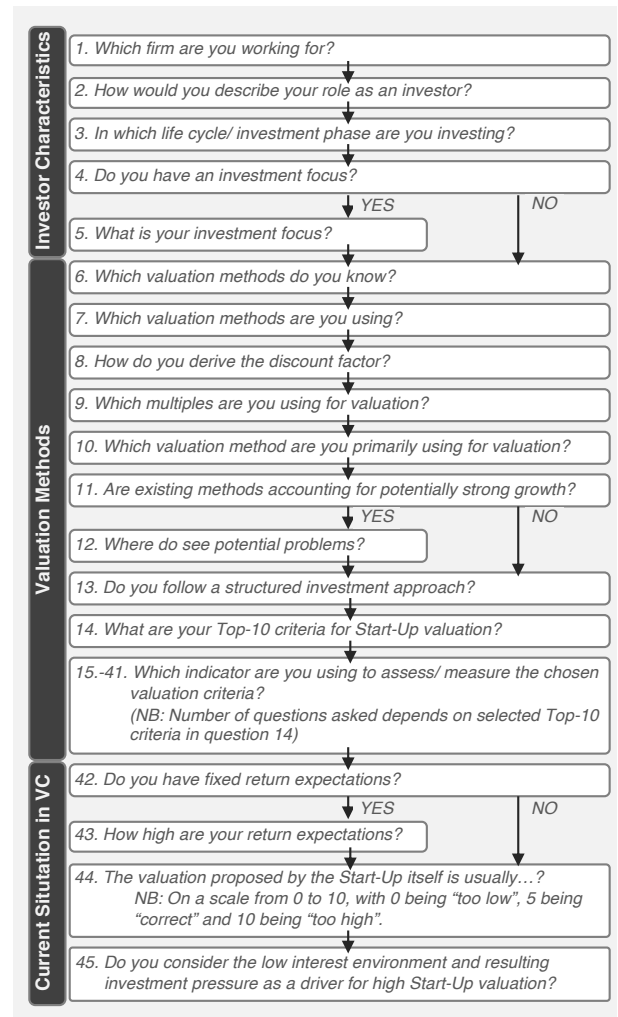 Investor Characteristics
1. Which firm are you working for?
2. How would you describe your role as an investor?
3. In which life cycle/ investment phase are you investing?
4. Do you have an investment focus?
YES
NO
5. What is your investment focus?
Valuation Methods
6. Which valuation methods do you know?
7. Which valuation methods are you using?
8. How do you derive the discount factor?
9. Which multiples are you using for valuation?
10. Which valuation method are you primarily using for valuation?
11. Are existing methods accounting for potentially strong growth?
YES
NO
12. Where do see potential problems?
13. Do you follow a structured investment approach?
14. What are your Top-10 criteria for Start-Up valuation?
15.-41. Which indicator are you using to assess/ measure the chosen
valuation criteria?
(NB: Number of questions asked depends on selected Top-10
criteria in question 14)
Current Situtation in VC
42. Do you have fixed return expectations?
YES
NO
43. How high are your return expectations?
44. The valuation proposed by the Start-Up itself is usually…?
NB: On a scale from 0 to 10, with 0 being “too low”, 5 being
“correct” and 10 being “too high”.
45. Do you consider the low interest environment and resulting
investment pressure as a driver for high Start-Up valuation?